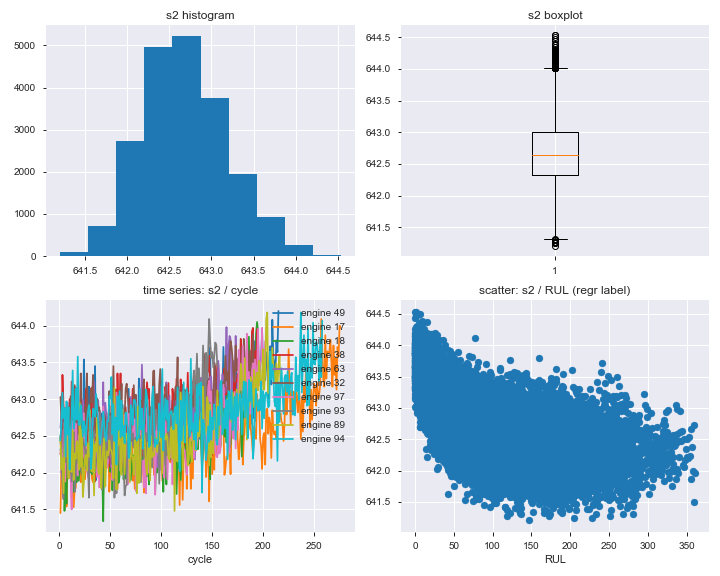 s2 histogram
5000
4000
3000
2000
1000
0
641.5 642.0 642.5 643.0 643.5 644.0 644.5
s2 boxplot
644.5
644.0
643.5
643.0
642.5
642.0
641.5
1
time series: s2 / cycle
644.0
643.5
643.0
642.5
642.0
641.5
0 50 100 150 200 250
cycle
engine 49
engine 17
engine 18
engine 38
engine 63
engine 32
engine 97
engine 93
engine 89
engine 94
scatter: s2 / RUL (regr label)
644.5
644.0
643.5
643.0
642.5
642.0
641.5
0 50 100 150 200 250 300 350
RUL